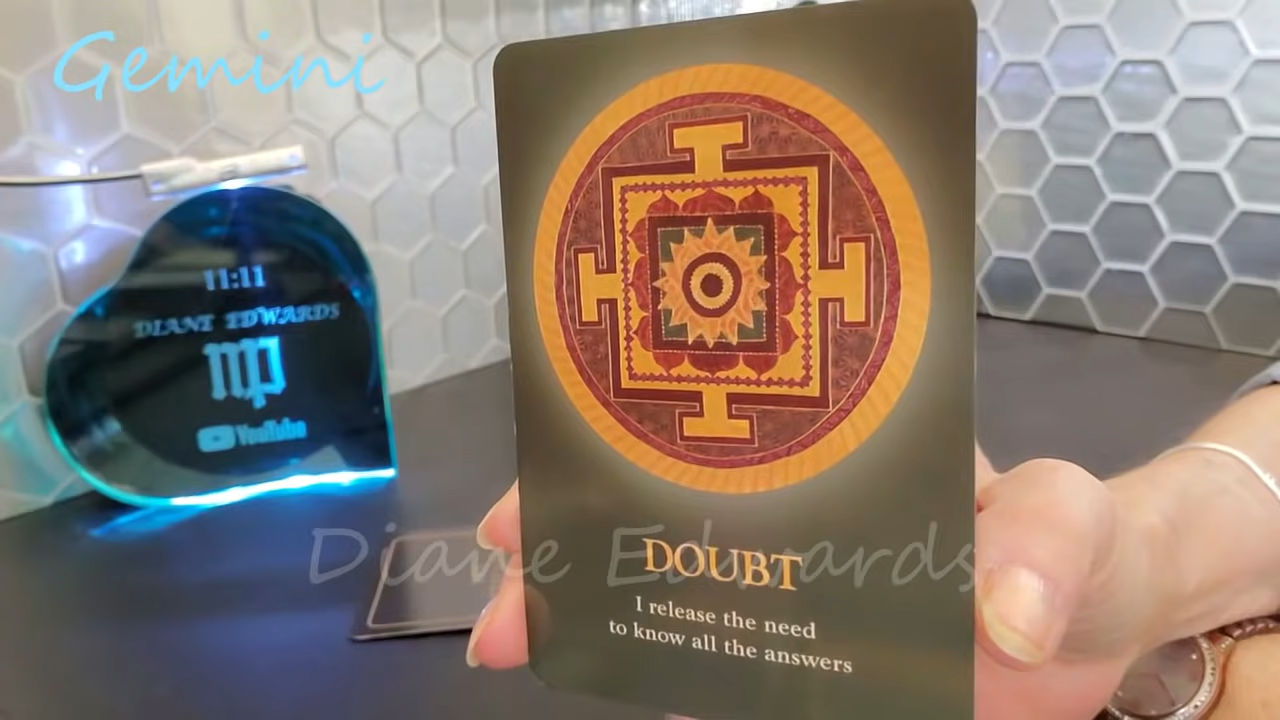 Gemini
11:11
DIANE EDWARDS
YouTube
Diane Edwards
DOUBT
I release the need
to know all the answers